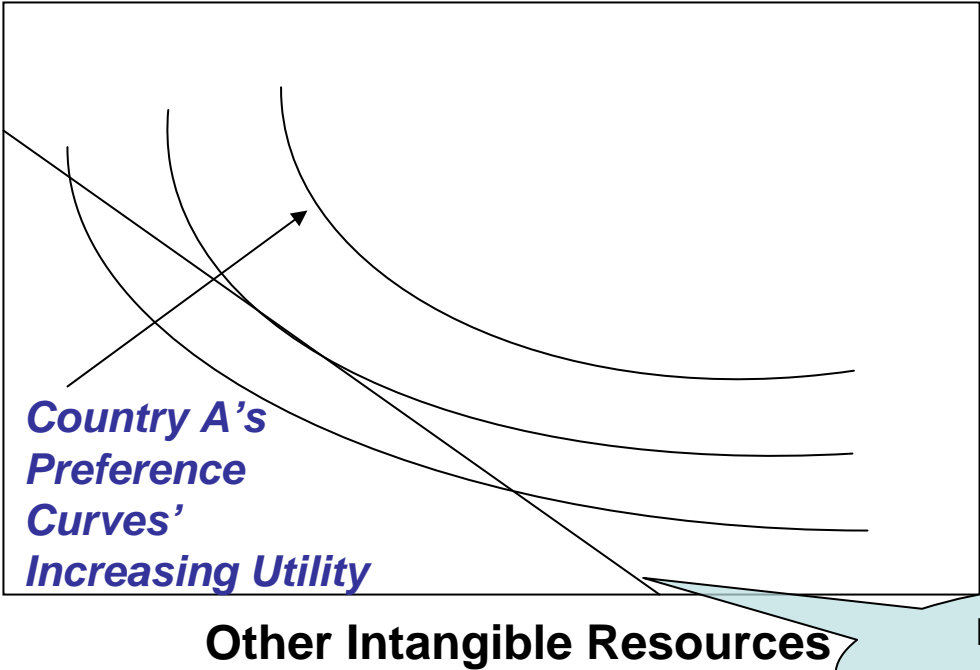 Country A’s
Preference
Curves’
Increasing Utility
Other Intangible Resources